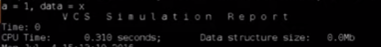 a = 1, data = x
V C S   S i m u l a t i o n   R e p o r t
Time: 0
CPU Time:      0.310 seconds;       Data structure size:   0.0Mb